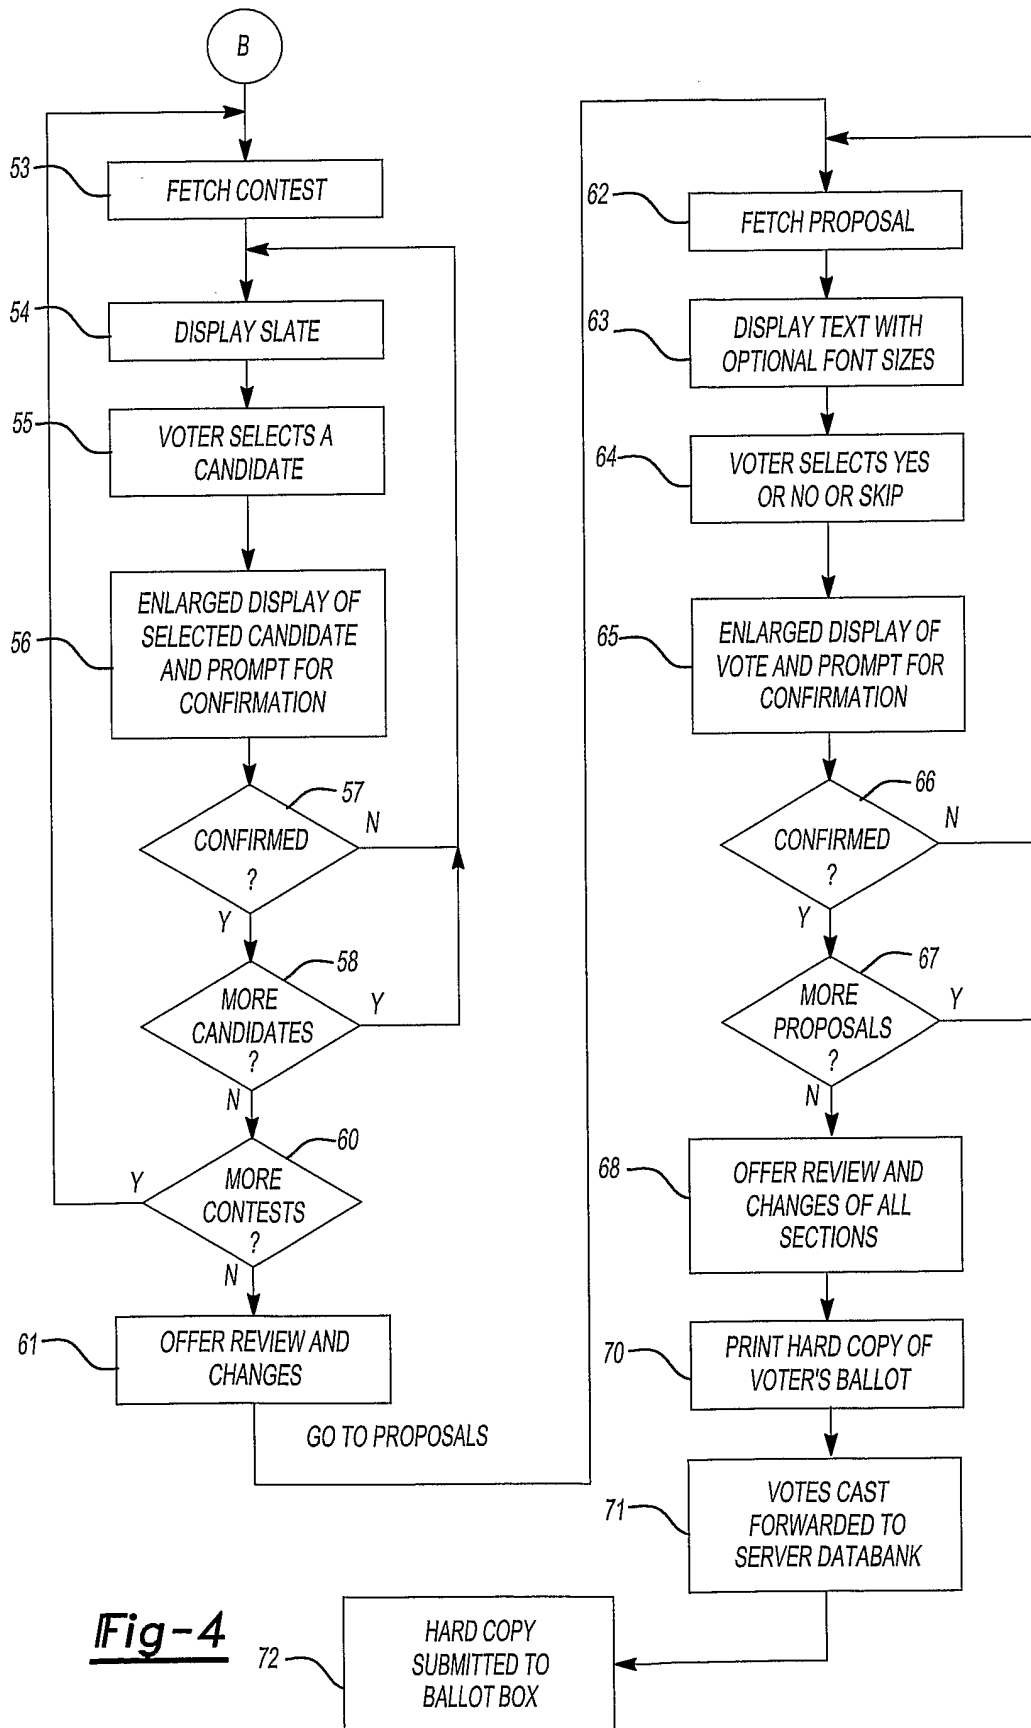 B
53
FETCH CONTEST
54
DISPLAY SLATE
55
VOTER SELECTS A
CANDIDATE
56
ENLARGED DISPLAY OF
SELECTED CANDIDATE
AND PROMPT FOR
CONFIRMATION
57
CONFIRMED
?
N
Y
58
MORE
CANDIDATES
?
Y
N
60
MORE
CONTESTS
?
Y
N
61
OFFER REVIEW AND
CHANGES
GO TO PROPOSALS
62
FETCH PROPOSAL
63
DISPLAY TEXT WITH
OPTIONAL FONT SIZES
64
VOTER SELECTS YES
OR NO OR SKIP
65
ENLARGED DISPLAY OF
VOTE AND PROMPT FOR
CONFIRMATION
66
CONFIRMED
?
N
Y
67
MORE
PROPOSALS
?
Y
N
68
OFFER REVIEW AND
CHANGES OF ALL
SECTIONS
70
PRINT HARD COPY OF
VOTER'S BALLOT
71
VOTES CAST
FORWARDED TO
SERVER DATABANK
72
HARD COPY
SUBMITTED TO
BALLOT BOX
Fig-4